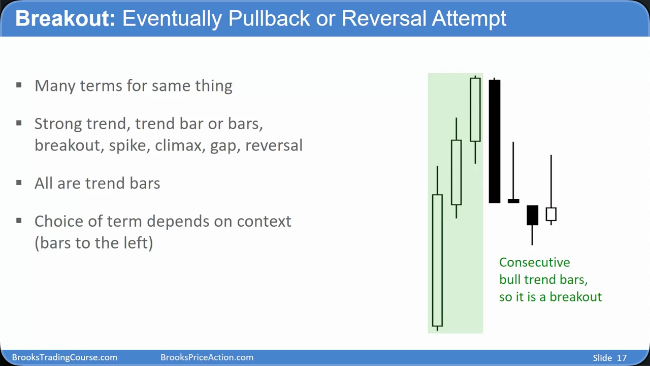 Breakout: Eventually Pullback or Reversal Attempt
▪ Many terms for same thing
▪ Strong trend, trend bar or bars,
breakout, spike, climax, gap, reversal
▪ All are trend bars
▪ Choice of term depends on context
(bars to the left)
Consecutive
bull trend bars,
so it is a breakout
BrooksTradingCourse.com BrooksPriceAction.com Slide 17